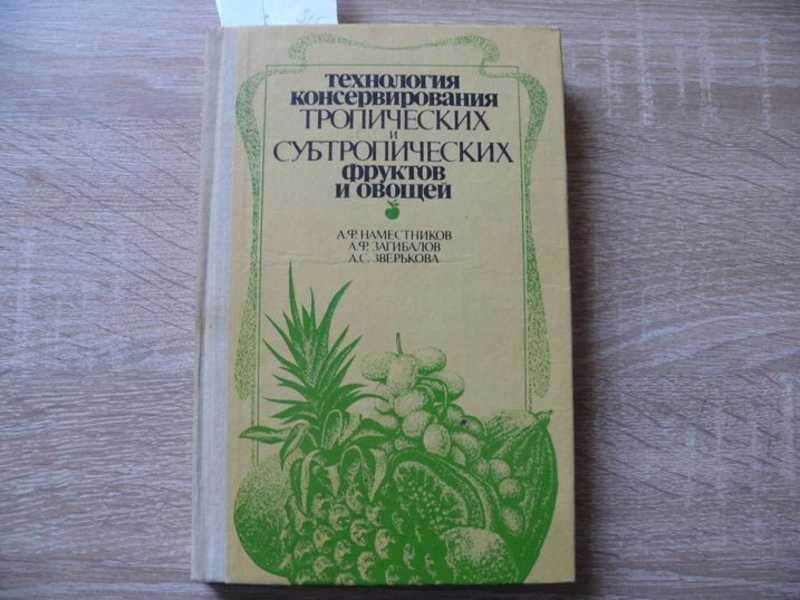 технология
консервирования
ТРОПИЧЕСКИХ
и
СУБТРОПИЧЕСКИХ
фруктов
и овощей
А.Ф. НАМЕСТНИКОВ
А.Ф. ЗАГИБАЛОВ
А.С. ЗВЕРЬКОВА